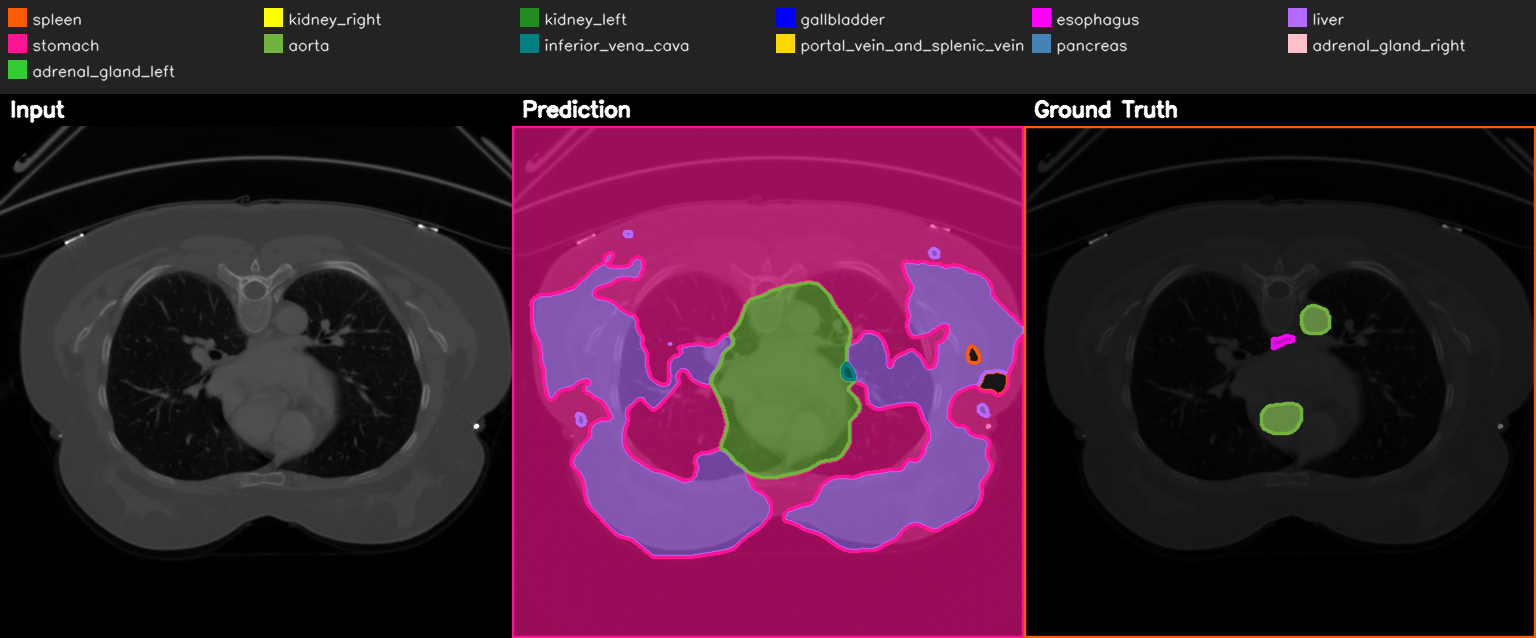 spleen kidney_right kidney_left gallbladder esophagus liver
stomach aorta inferior_vena_cava portal_vein_and_splenic_vein pancreas adrenal_gland_right
adrenal_gland_left
Input Prediction Ground Truth